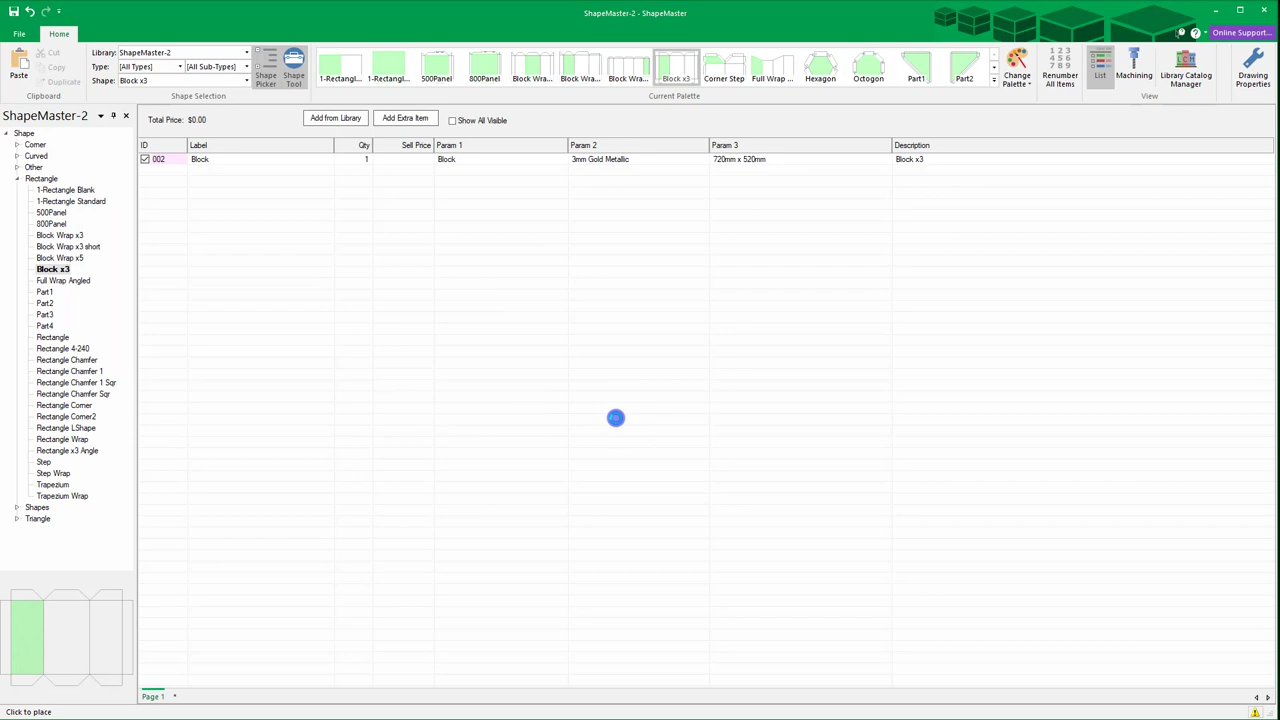 ShapeMaster-2 - ShapeMaster
File
Home
Online Support...
Paste
Cut
Copy
Duplicate
Clipboard
Library: ShapeMaster-2
Type: [All Types] [All Sub-Types]
Shape: Block x3
Shape Selection
Shape Picker
Shape Tool
1-Rectangl...
1-Rectangl...
500Panel
800Panel
Block Wra...
Block Wra...
Block Wra...
Block x3
Corner Step
Full Wrap ...
Hexagon
Octogon
Part1
Part2
Current Palette
Change Palette
1 2 3
4 5 6
7 8 9
Renumber All Items
List
Machining
Library Catalog Manager
View
Drawing Properties
ShapeMaster-2
Shape
Corner
Curved
Other
Rectangle
1-Rectangle Blank
1-Rectangle Standard
500Panel
800Panel
Block Wrap x3
Block Wrap x3 short
Block Wrap x5
Block x3
Full Wrap Angled
Part1
Part2
Part3
Part4
Rectangle
Rectangle 4-240
Rectangle Chamfer
Rectangle Chamfer 1
Rectangle Chamfer 1 Sqr
Rectangle Chamfer Sqr
Rectangle Corner
Rectangle Corner2
Rectangle LShape
Rectangle Wrap
Rectangle x3 Angle
Step
Step Wrap
Trapezium
Trapezium Wrap
Shapes
Triangle
Total Price: $0.00
Add from Library
Add Extra Item
Show All Visible
ID Label Qty Sell Price Param 1 Param 2 Param 3 Description
002 Block 1 Block 3mm Gold Metallic 720mm x 520mm Block x3
Page 1 *
Click to place